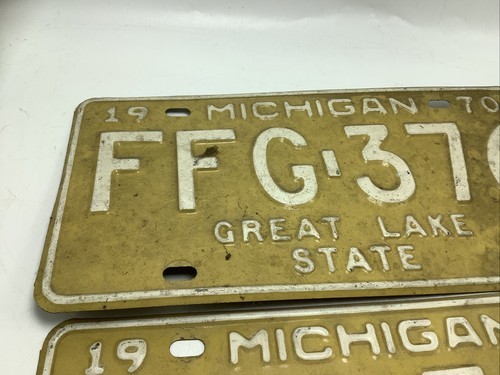 19 MICHIGAN 70
FFG-37
GREAT LAKE
STATE
19 MICHIGAN